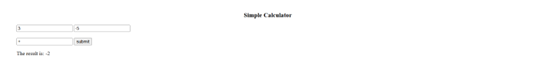 Simple Calculator
3 -5
+ submit
The result is: -2